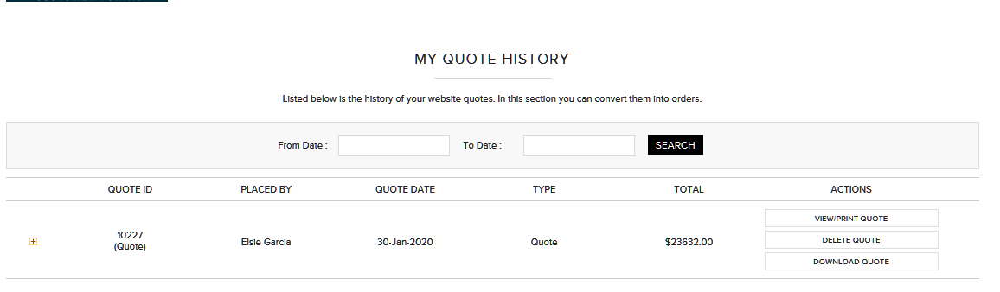 MY QUOTE HISTORY
Listed below is the history of your website quotes. In this section you can convert them into orders.
From Date : To Date : SEARCH
QUOTE ID PLACED BY QUOTE DATE TYPE TOTAL ACTIONS
10227
(Quote)
Elsie Garcia 30-Jan-2020 Quote $23632.00
VIEW/PRINT QUOTE
DELETE QUOTE
DOWNLOAD QUOTE